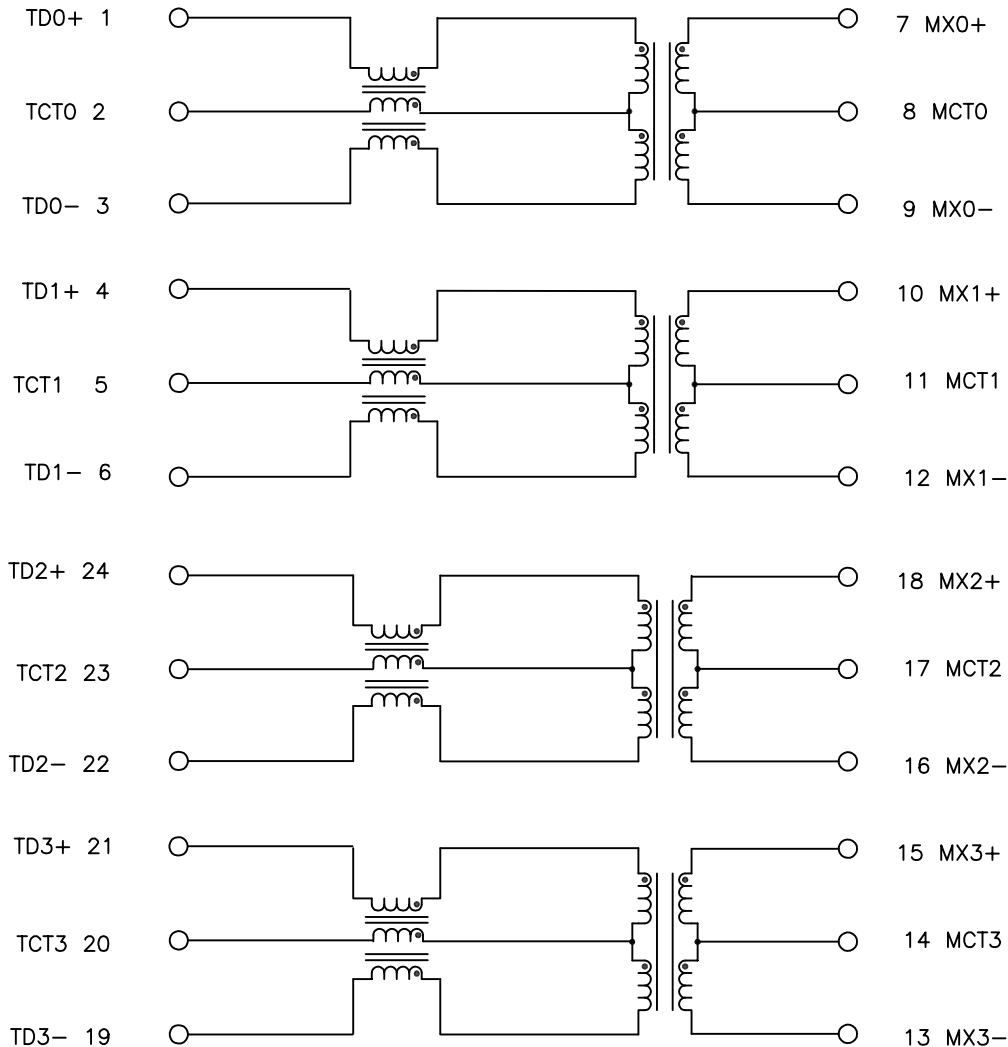 TD0+ 1
7 MX0+
TCT0 2
8 MCT0
TD0− 3
9 MX0−
TD1+ 4
10 MX1+
TCT1 5
11 MCT1
TD1− 6
12 MX1−
TD2+ 24
18 MX2+
TCT2 23
17 MCT2
TD2− 22
16 MX2−
TD3+ 21
15 MX3+
TCT3 20
14 MCT3
TD3− 19
13 MX3−